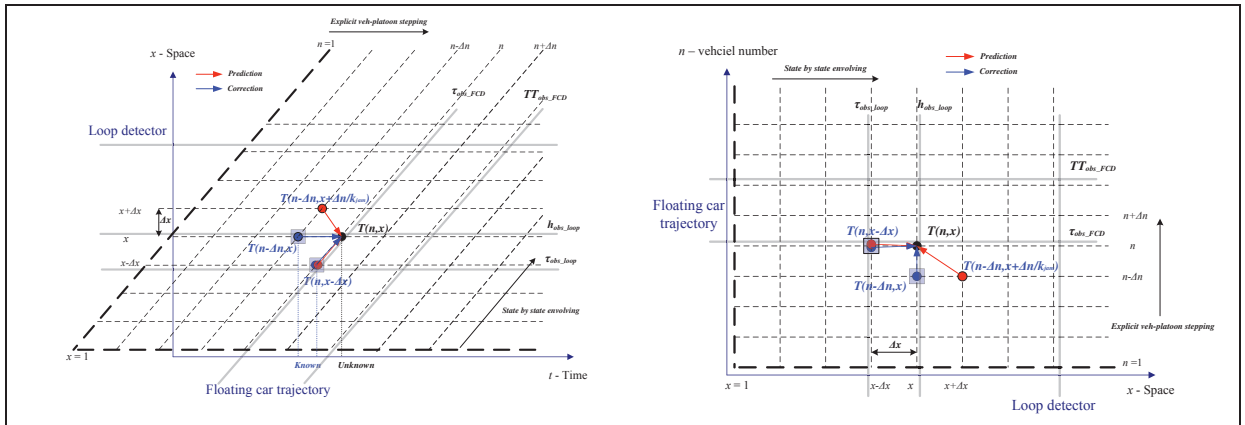 Explicit veh-platoon stepping
n=1
n-Δn
n
n+Δn
x - Space
Prediction
Correction
τobs_FCD
TTobs_FCD
Loop detector
T(n-Δn,x+Δn/kjam)
x+Δx
Δx
T(n,x)
x
hobs_loop
T(n-Δn,x)
x-Δx
τobs_loop
T(n,x-Δx)
State by state envolving
x = 1
Known
Unknown
t - Time
Floating car trajectory
n – vehciel number
State by state envolving
Prediction
Correction
τobs_loop
hobs_loop
TTobs_FCD
Floating car
trajectory
n+Δn
T(n,x-Δx)
T(n,x)
τobs_FCD
n
T(n-Δn,x+Δn/kjam)
T(n-Δn,x)
n-Δn
Explicit veh-platoon stepping
Δx
n=1
x = 1
x-Δx
x
x+Δx
x - Space
Loop detector